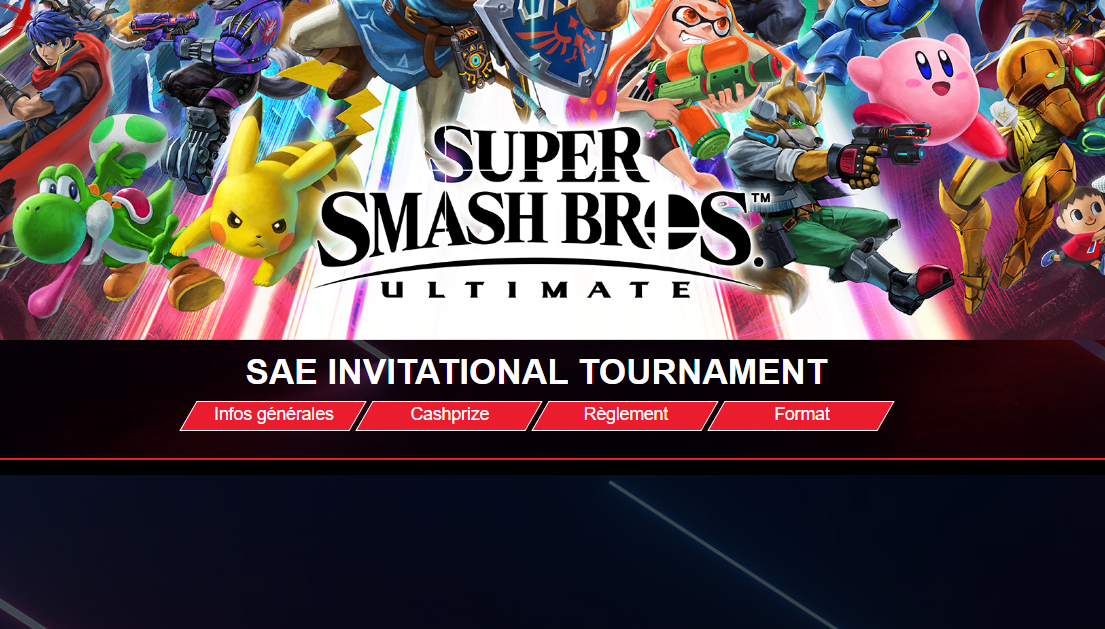 SUPER
SMASH BROS.™
ULTIMATE
SAE INVITATIONAL TOURNAMENT
Infos générales Cashprize Règlement Format